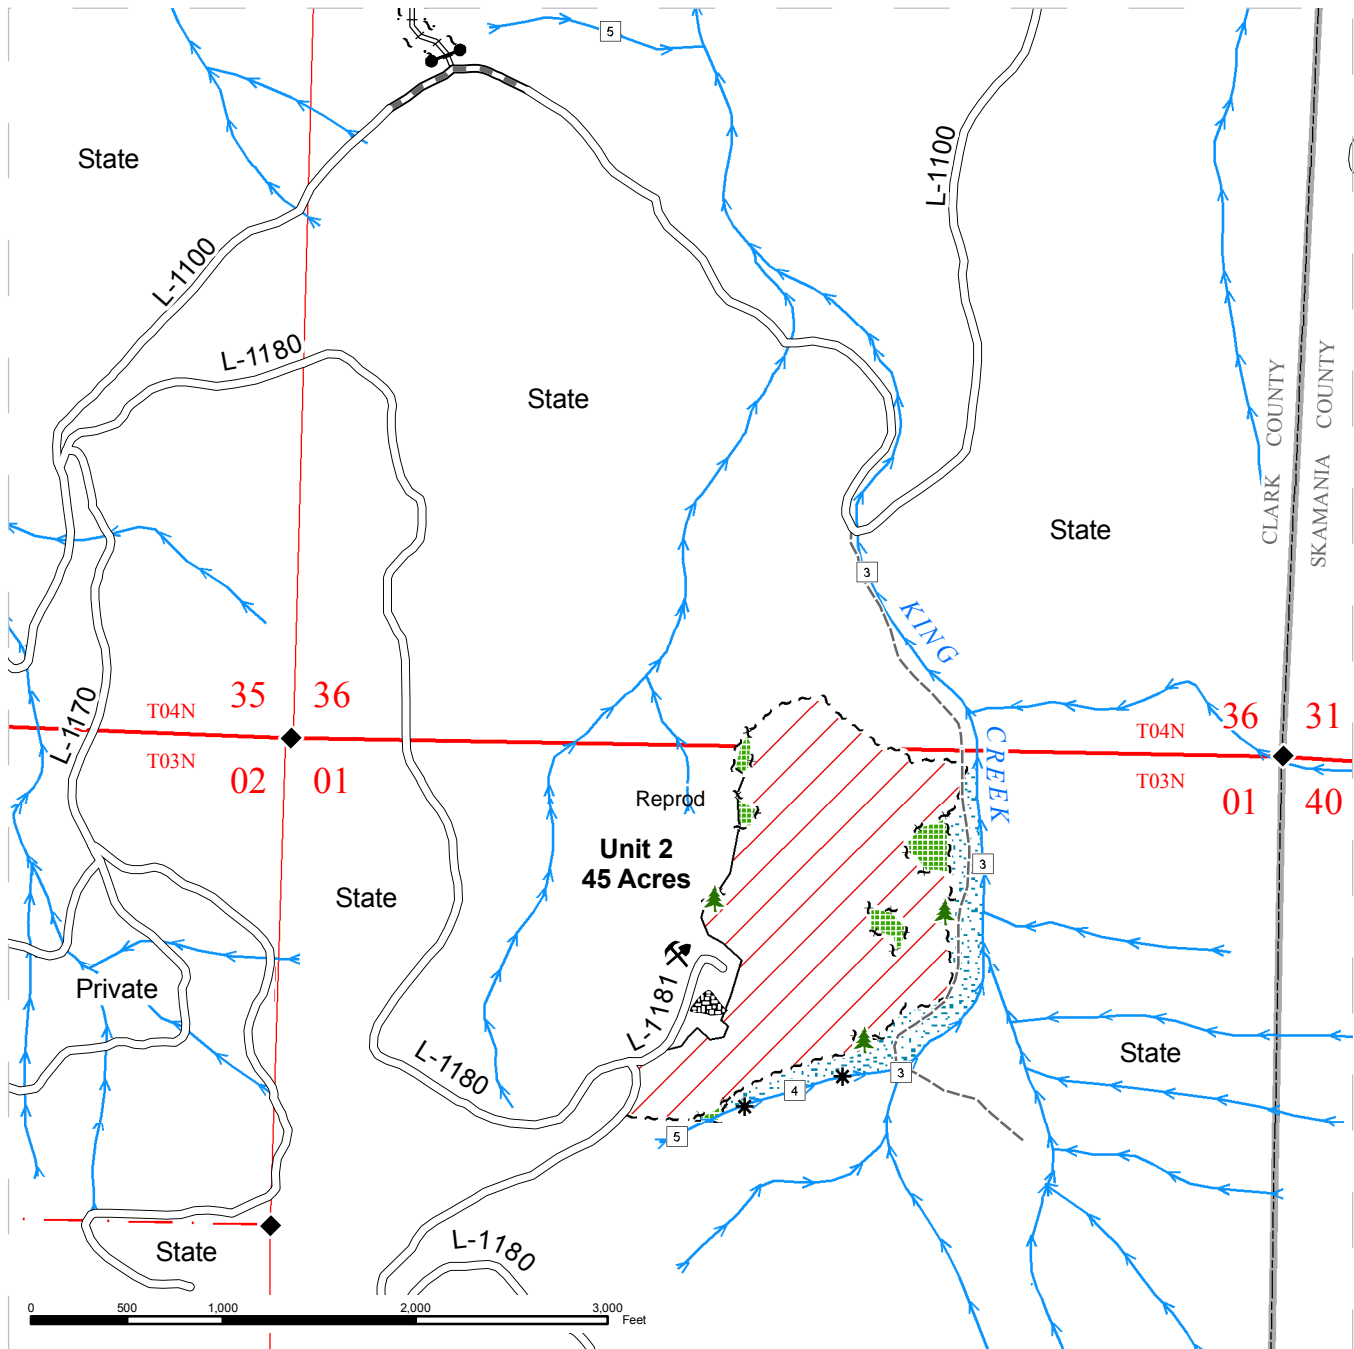 5
State
L-1100
L-1100
L-1180
State
CLARK COUNTY
SKAMANIA COUNTY
State
3
KING
CREEK
L-1170
T04N
35
36
T03N
02
01
T04N
36
31
T03N
01
40
Reprod
Unit 2
45 Acres
3
State
Private
L-1181
L-1180
State
3
4
5
L-1180
State
0
500
1,000
2,000
3,000
Feet